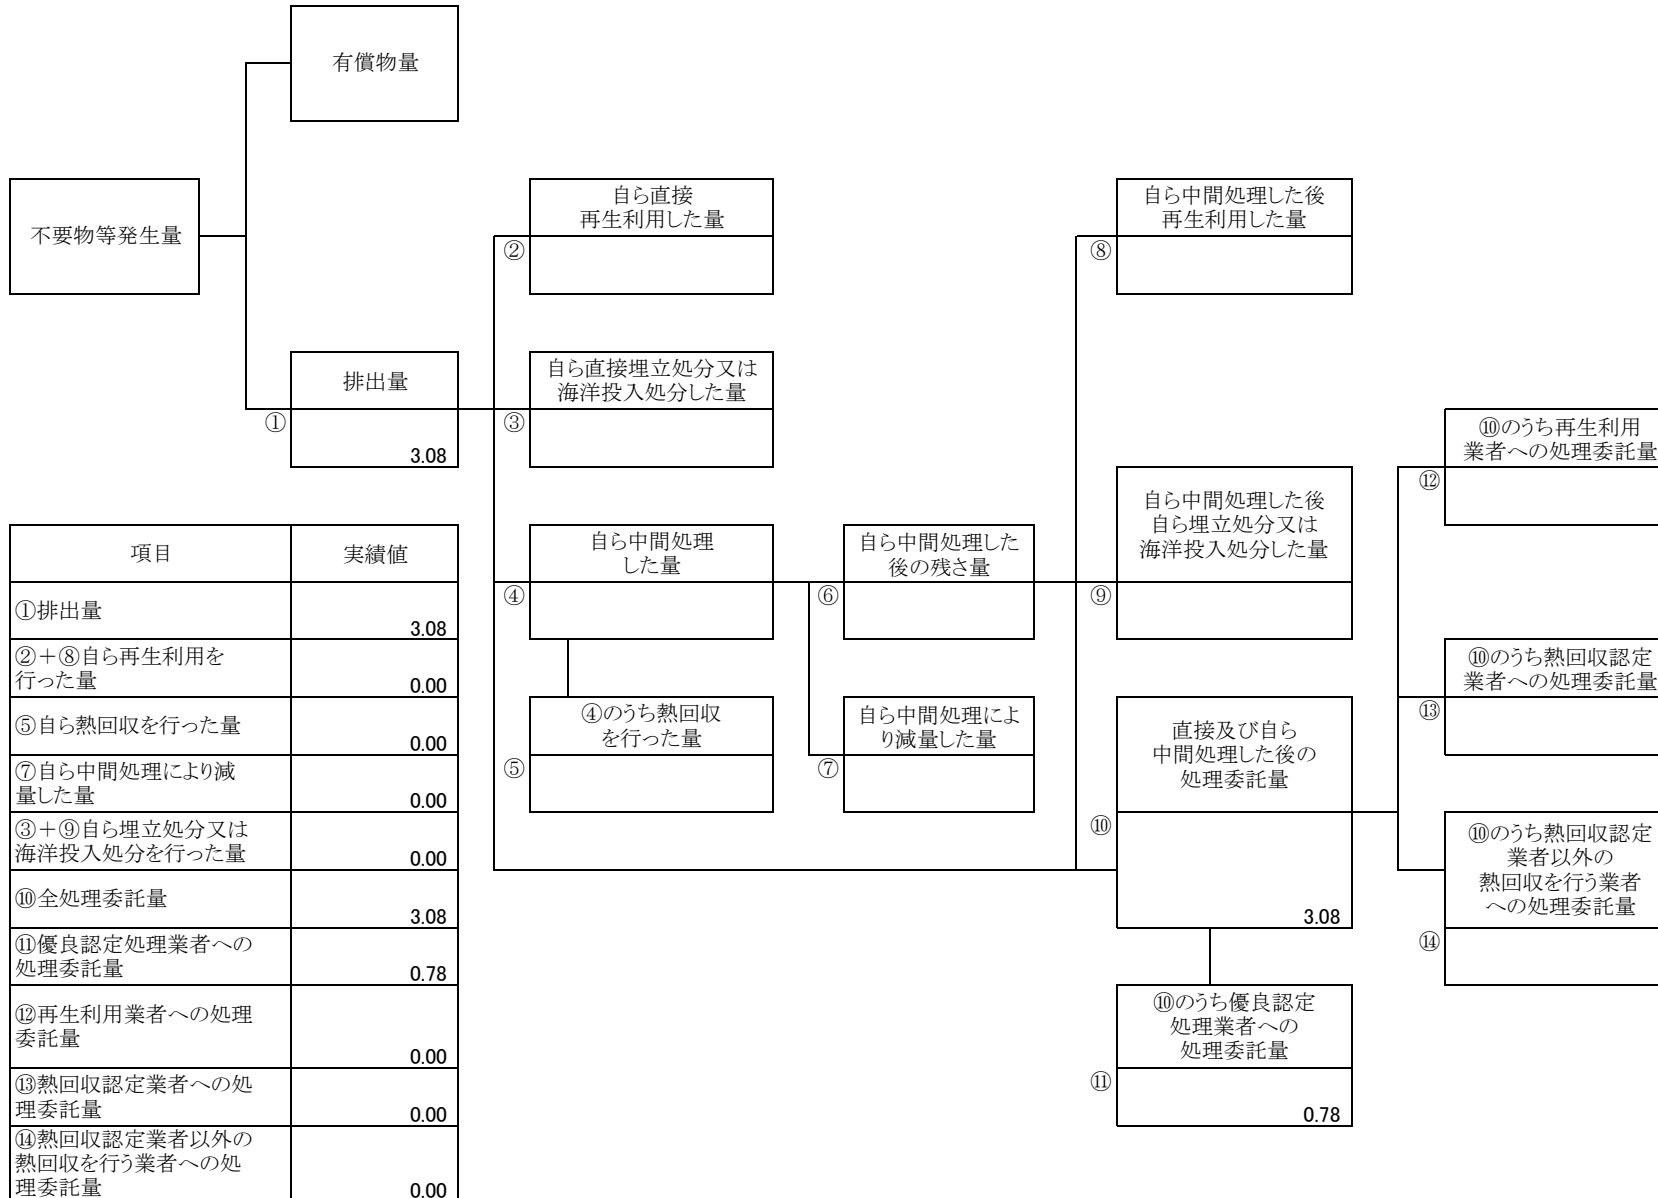 有償物量
不要物等発生量
自ら直接
再生利用した量
②
自ら中間処理した後
再生利用した量
⑧
排出量
①
3.08
自ら直接埋立処分又は
海洋投入処分した量
③
⑩のうち再生利用
業者への処理委託量
⑫
自ら中間処理
した量
④
自ら中間処理した
後の残さ量
⑥
自ら中間処理した後
自ら埋立処分又は
海洋投入処分した量
⑨
⑩のうち熱回収認定
業者への処理委託量
⑬
④のうち熱回収
を行った量
⑤
自ら中間処理によ
り減量した量
⑦
直接及び自ら
中間処理した後の
処理委託量
⑩
3.08
⑩のうち熱回収認定
業者以外の
熱回収を行う業者
への処理委託量
⑭
⑩のうち優良認定
処理業者への
処理委託量
⑪
0.78
項目 実績値
①排出量 3.08
②+⑧自ら再生利用を
行った量 0.00
⑤自ら熱回収を行った量 0.00
⑦自ら中間処理により減
量した量 0.00
③+⑨自ら埋立処分又は
海洋投入処分を行った量 0.00
⑩全処理委託量 3.08
⑪優良認定処理業者への
処理委託量 0.78
⑫再生利用業者への処理
委託量 0.00
⑬熱回収認定業者への処
理委託量 0.00
⑭熱回収認定業者以外の
熱回収を行う業者への処
理委託量 0.00